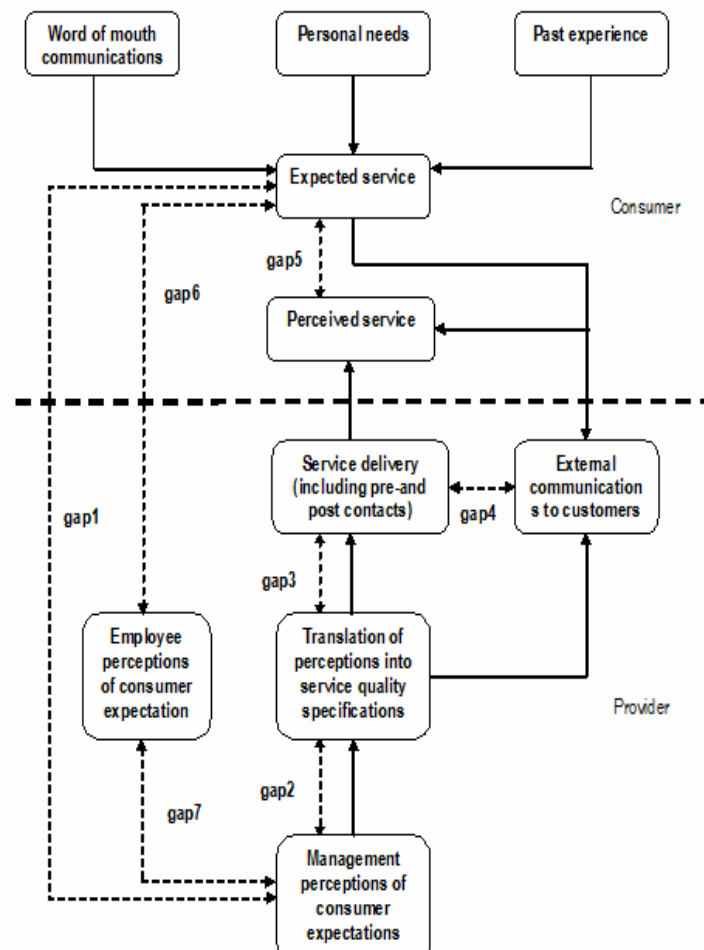 Word of mouth
communications
Personal needs
Past experience
Expected service
Consumer
gap5
gap6
Perceived service
Service delivery
(including pre-and
post contacts)
External
communication
s to customers
gap4
gap1
gap3
Employee
perceptions
of consumer
expectation
Translation of
perceptions into
service quality
specifications
Provider
gap2
gap7
Management
perceptions of
consumer
expectations